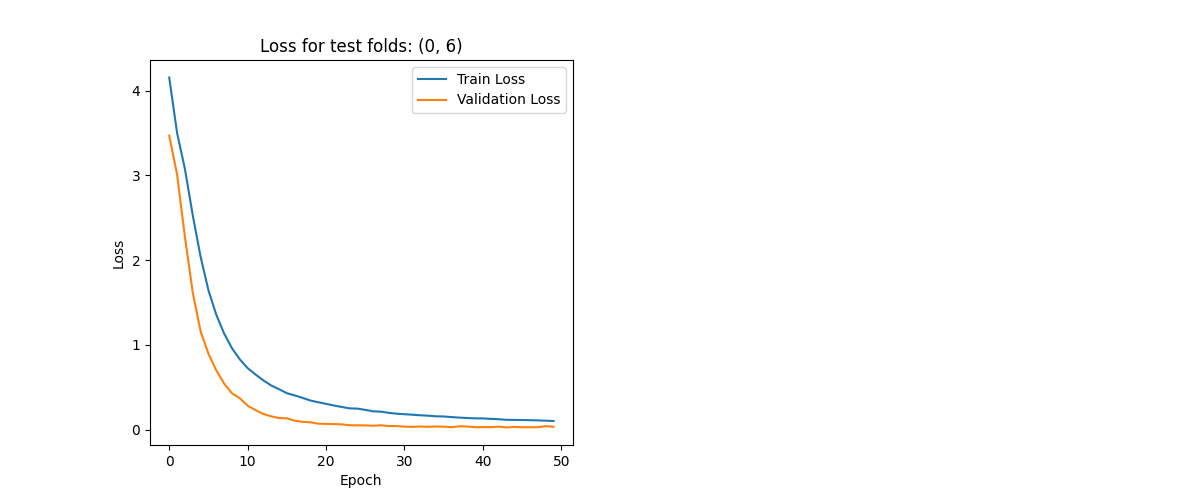 Loss for test folds: (0, 6)
Train Loss
Validation Loss
4
3
2
1
0
Loss
0 10 20 30 40 50
Epoch